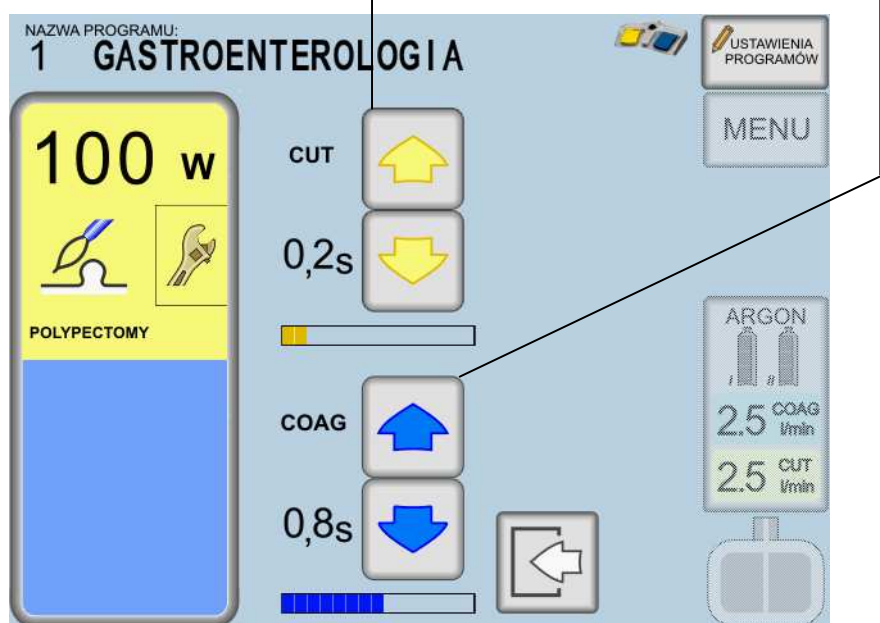 NAZWA PROGRAMU:
1 GASTROENTEROLOGIA
USTAWIENIA
PROGRAMÓW
MENU
100 W
POLYPECTOMY
CUT
0,2s
COAG
0,8s
ARGON
I II
2.5 COAG l/min
2.5 CUT l/min